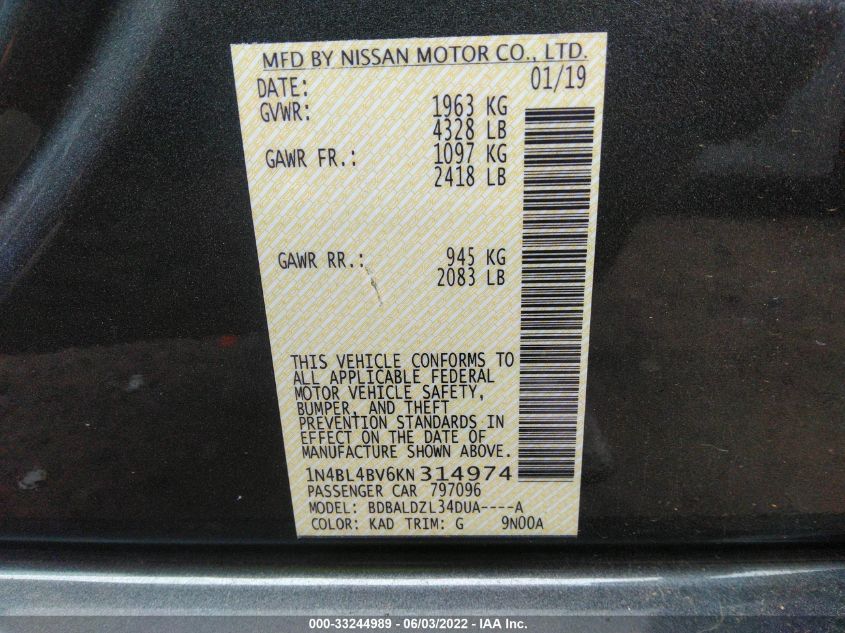 MFD BY NISSAN MOTOR CO., LTD.
DATE: 01/19
GVWR: 1963 KG
4328 LB
GAWR FR.: 1097 KG
2418 LB
GAWR RR.: 945 KG
2083 LB
THIS VEHICLE CONFORMS TO
ALL APPLICABLE FEDERAL
MOTOR VEHICLE SAFETY,
BUMPER, AND THEFT
PREVENTION STANDARDS IN
EFFECT ON THE DATE OF
MANUFACTURE SHOWN ABOVE.
1N4BL4BV6KN314974
PASSENGER CAR 797096
MODEL: BDBALDZL34DUA----A
COLOR: KAD TRIM: G 9N00A
000-33244989 - 06/03/2022 - IAA Inc.